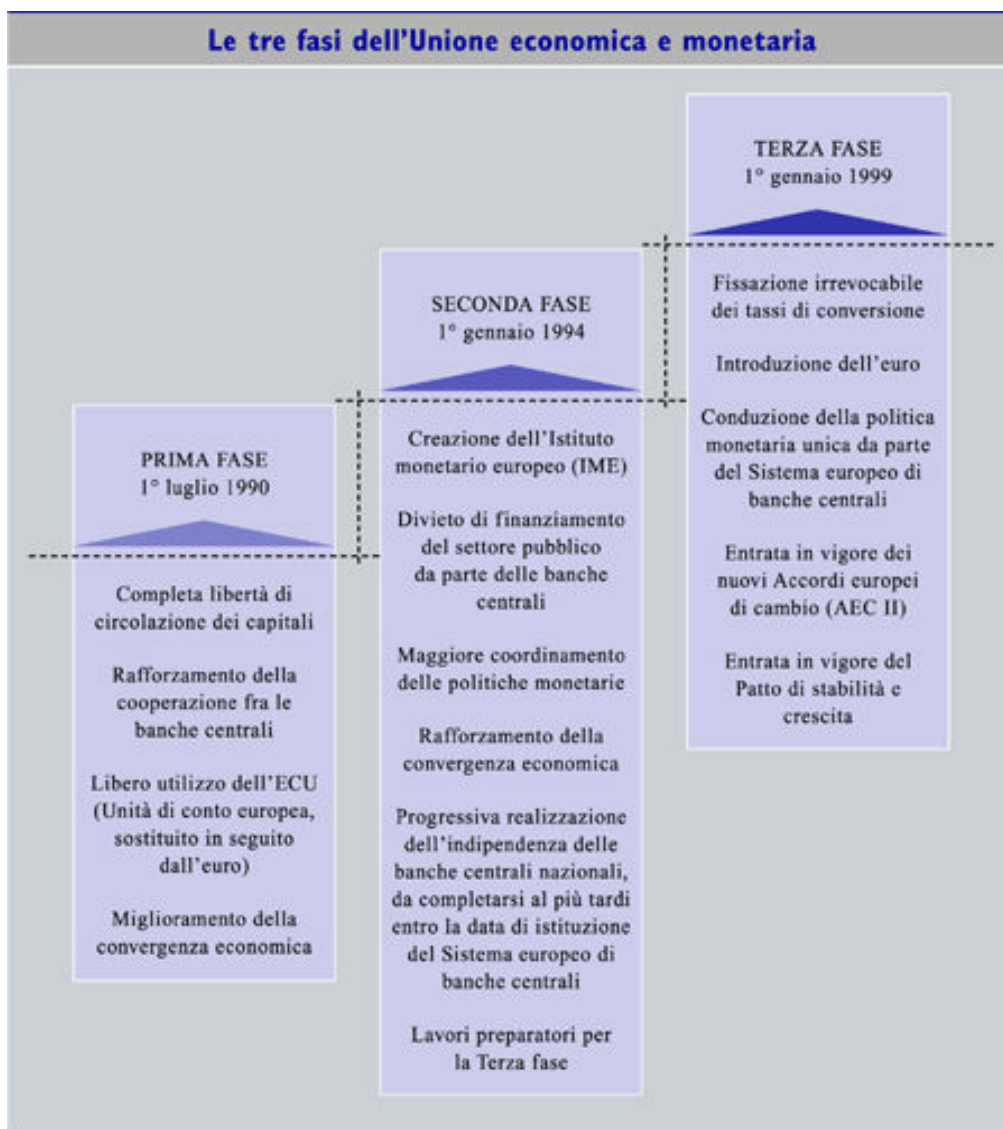 Le tre fasi dell'Unione economica e monetaria
PRIMA FASE
1° luglio 1990
Completa libertà di
circolazione dei capitali
Rafforzamento della
cooperazione fra le
banche centrali
Libero utilizzo dell'ECU
(Unità di conto europea,
sostituito in seguito
dall'euro)
Miglioramento della
convergenza economica
SECONDA FASE
1° gennaio 1994
Creazione dell'Istituto
monetario europeo (IME)
Divieto di finanziamento
del settore pubblico
da parte delle banche
centrali
Maggiore coordinamento
delle politiche monetarie
Rafforzamento della
convergenza economica
Progressiva realizzazione
dell'indipendenza delle
banche centrali nazionali,
da completarsi al più tardi
entro la data di istituzione
del Sistema europeo di
banche centrali
Lavori preparatori per
la Terza fase
TERZA FASE
1° gennaio 1999
Fissazione irrevocabile
dei tassi di conversione
Introduzione dell'euro
Conduzione della politica
monetaria unica da parte
del Sistema europeo di
banche centrali
Entrata in vigore dei
nuovi Accordi europei
di cambio (AEC II)
Entrata in vigore del
Patto di stabilità e
crescita